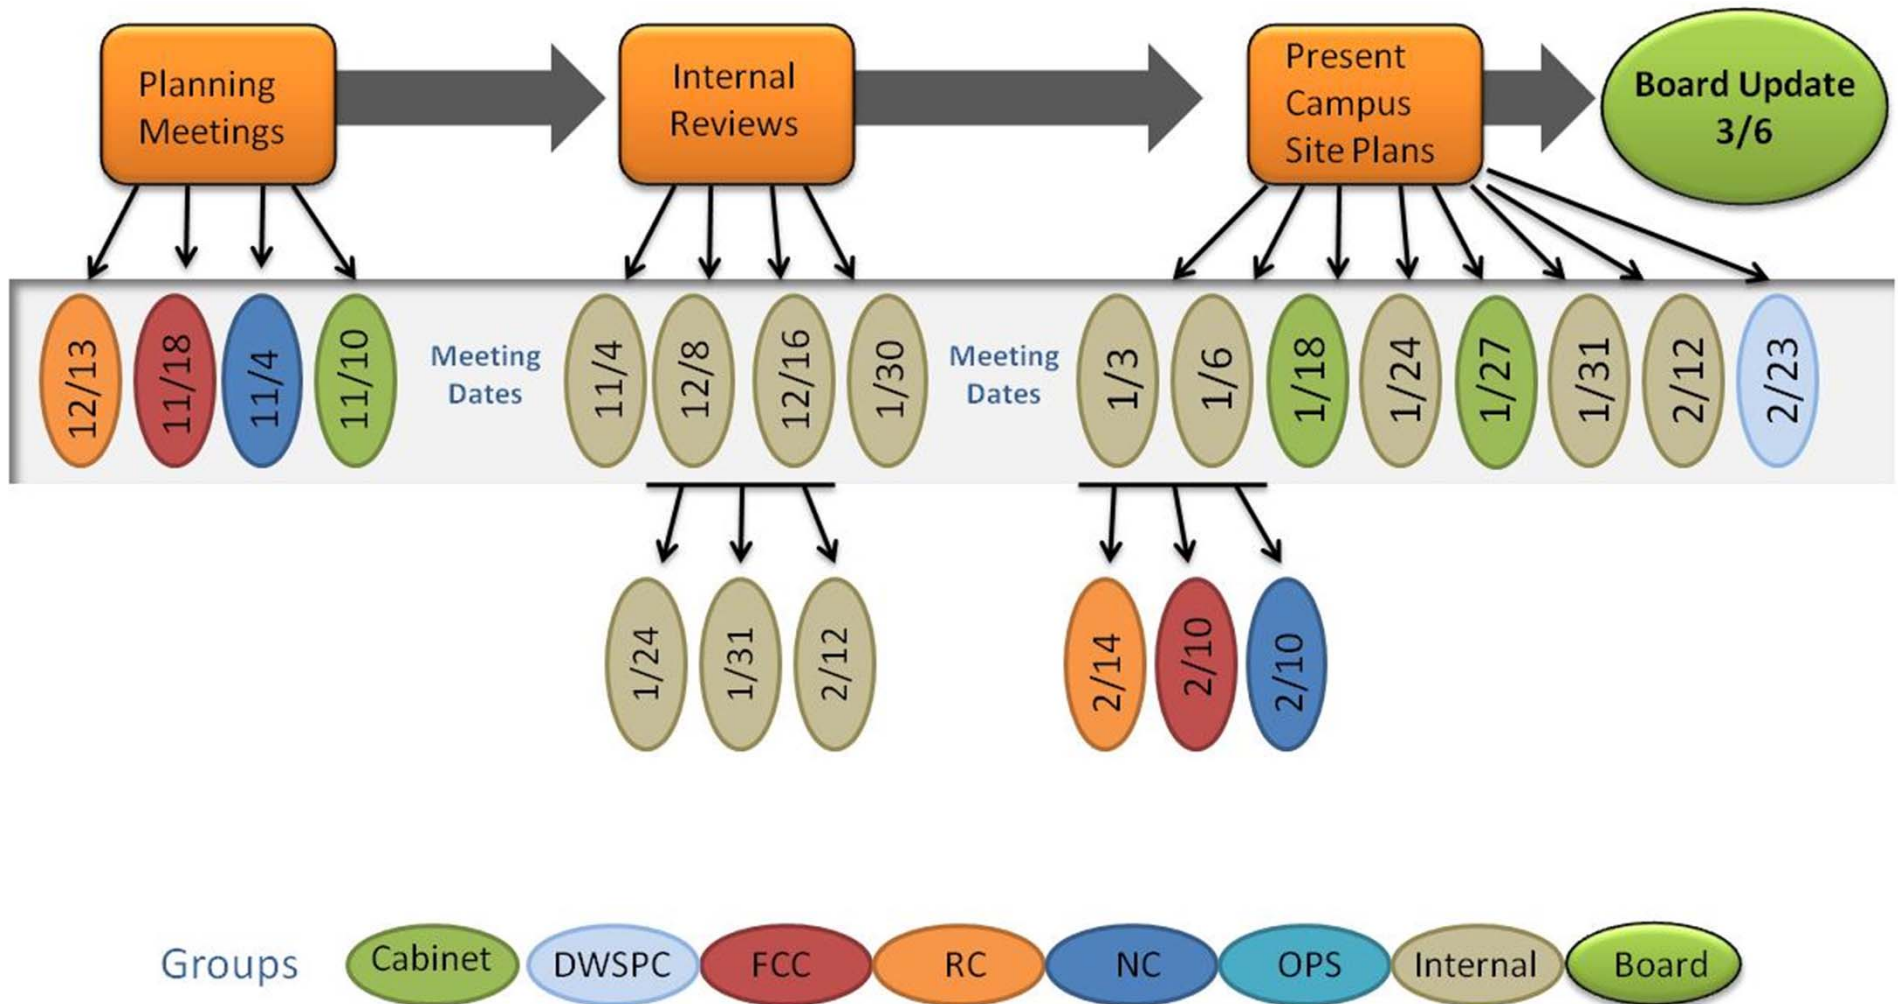 Planning
Meetings
Internal
Reviews
Present
Campus
Site Plans
Board Update
3/6
12/13
11/18
11/4
11/10
Meeting
Dates
11/4
12/8
12/16
1/30
Meeting
Dates
1/3
1/6
1/18
1/24
1/27
1/31
2/12
2/23
1/24
1/31
2/12
2/14
2/10
2/10
Groups
Cabinet
DWSPC
FCC
RC
NC
OPS
Internal
Board